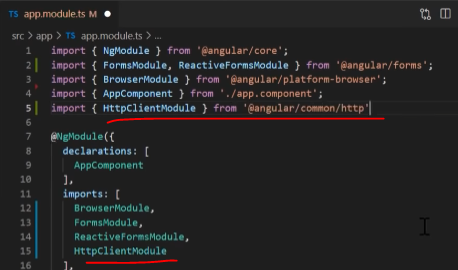 TS app.module.ts M
src > app > TS app.module.ts > ...
1 import { NgModule } from '@angular/core';
2 import { FormsModule, ReactiveFormsModule } from '@angular/forms';
3 import { BrowserModule } from '@angular/platform-browser';
4 import { AppComponent } from './app.component';
5 import { HttpClientModule } from '@angular/common/http'
6
7 @NgModule({
8 declarations: [
9 AppComponent
10 ],
11 imports: [
12 BrowserModule,
13 FormsModule,
14 ReactiveFormsModule,
15 HttpClientModule
16 ],